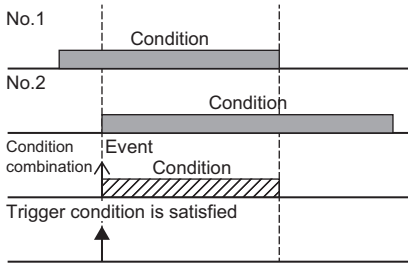 No.1
Condition
No.2
Condition
Condition
combination
Event
Condition
Trigger condition is satisfied